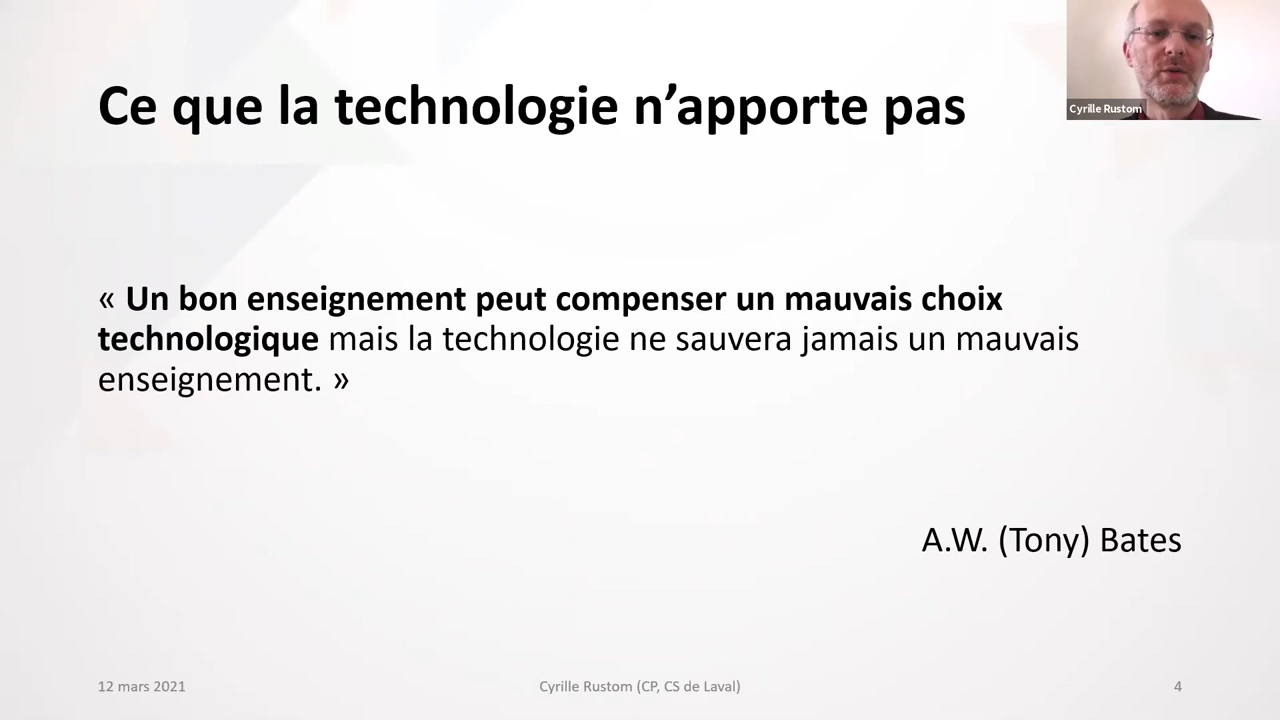 Ce que la technologie n’apporte pas
Cyrille Rustom
« Un bon enseignement peut compenser un mauvais choix
technologique mais la technologie ne sauvera jamais un mauvais
enseignement. »
A.W. (Tony) Bates
12 mars 2021
Cyrille Rustom (CP, CS de Laval)
4